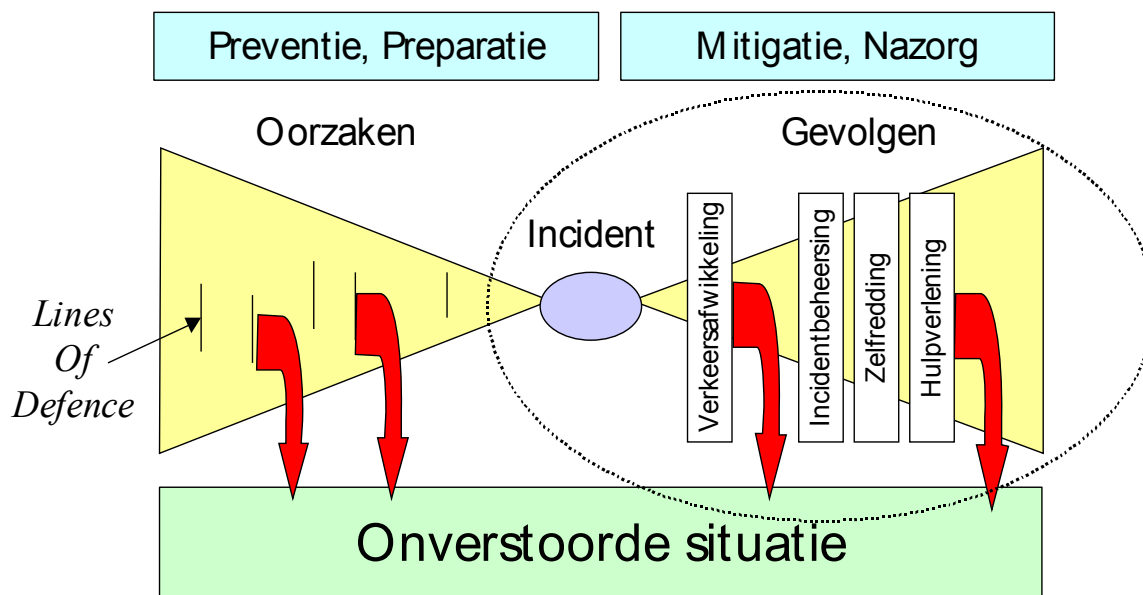 Preventie, Preparatie
Mitigatie, Nazorg
Oorzaken
Gevolgen
Incident
Lines
Of
Defence
Verkeersafwikkeling
Incidentbeheersing
Zelfredding
Hulpverlening
Onverstoorde situatie